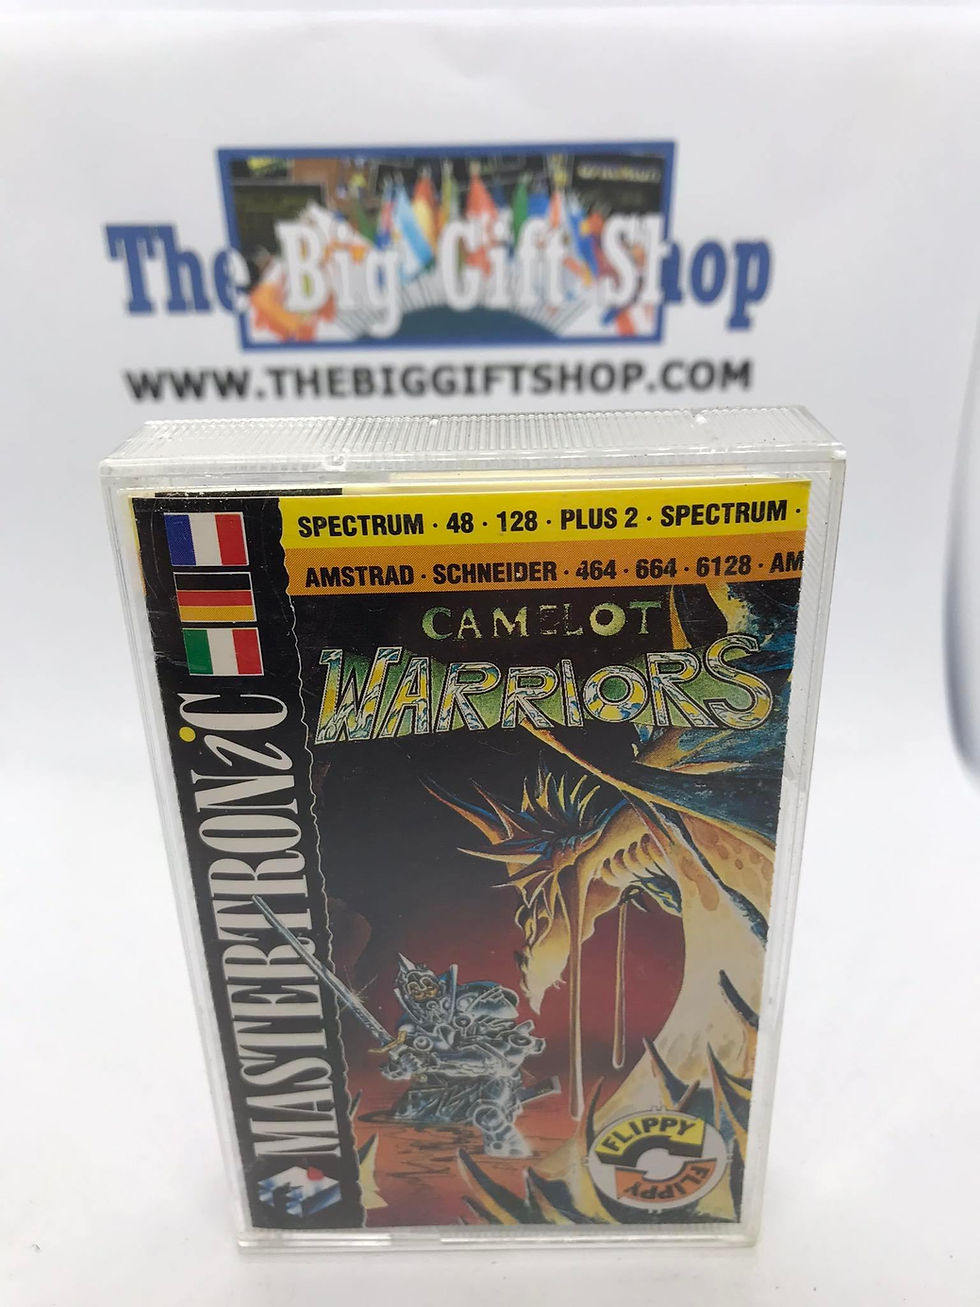 The Big Gift Shop
WWW.THEBIGGIFTSHOP.COM
SPECTRUM · 48 · 128 · PLUS 2 · SPECTRUM ·
AMSTRAD · SCHNEIDER · 464 · 664 · 6128 · AM
CAMELOT
WARRIORS
MASTERTRONiC
FLIPPY
FLIPPY